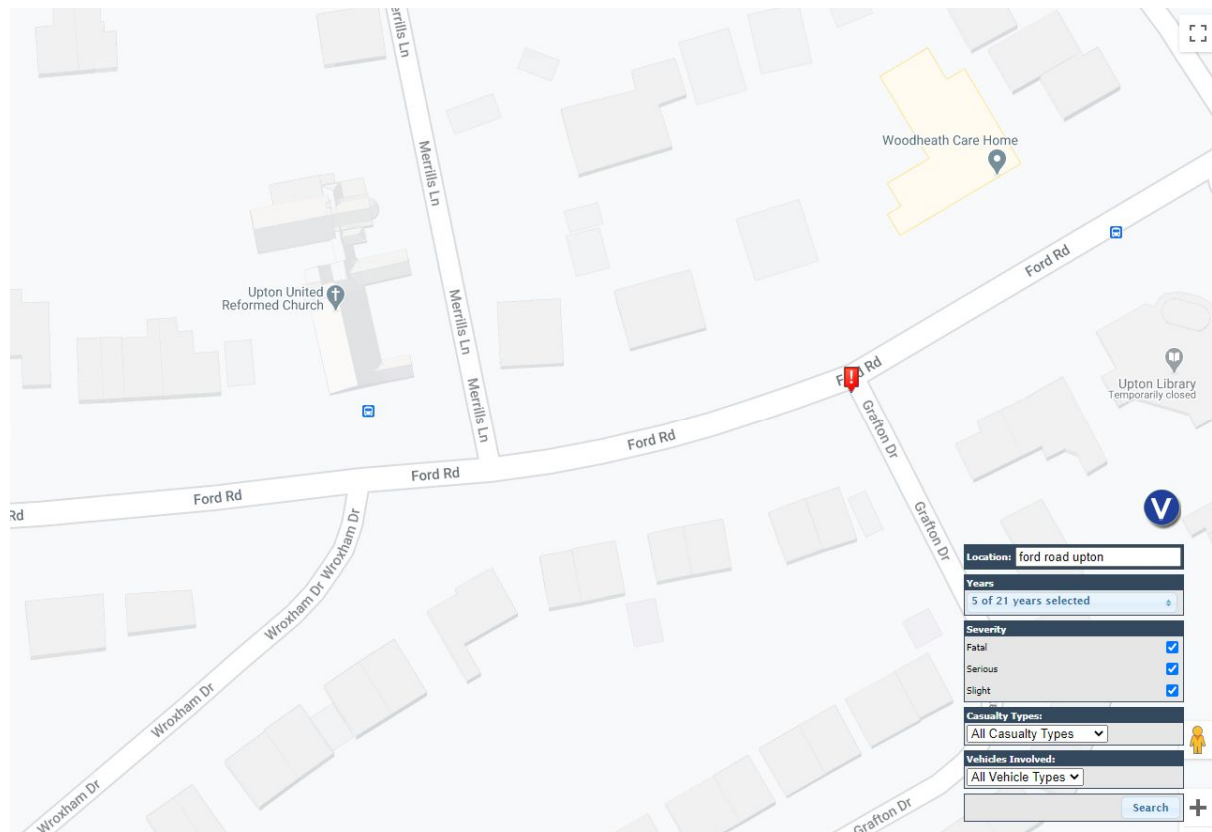 Merrills Ln
Merrills Ln
Merrills Ln
Merrills Ln
Woodheath Care Home
Upton United
Reformed Church
Ford Rd
Ford Rd
Ford Rd
Ford Rd
Ford Rd
Rd
Upton Library
Temporarily closed
Grafton Dr
Grafton Dr
Grafton Dr
Wroxham Dr
Wroxham Dr
Wroxham Dr
Wroxham Dr
V
Location: ford road upton
Years
5 of 21 years selected
Severity
Fatal
Serious
Slight
Casualty Types:
All Casualty Types
Vehicles Involved:
All Vehicle Types
Search